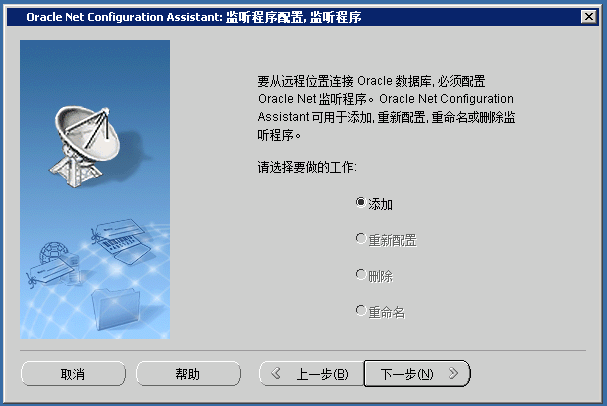 Oracle Net Configuration Assistant: 监听程序配置, 监听程序
要从远程位置连接 Oracle 数据库, 必须配置
Oracle Net 监听程序。Oracle Net Configuration
Assistant 可用于添加, 重新配置, 重命名或删除监
听程序。
请选择要做的工作:
添加
重新配置
删除
重命名
取消
帮助
上一步(B)
下一步(N)